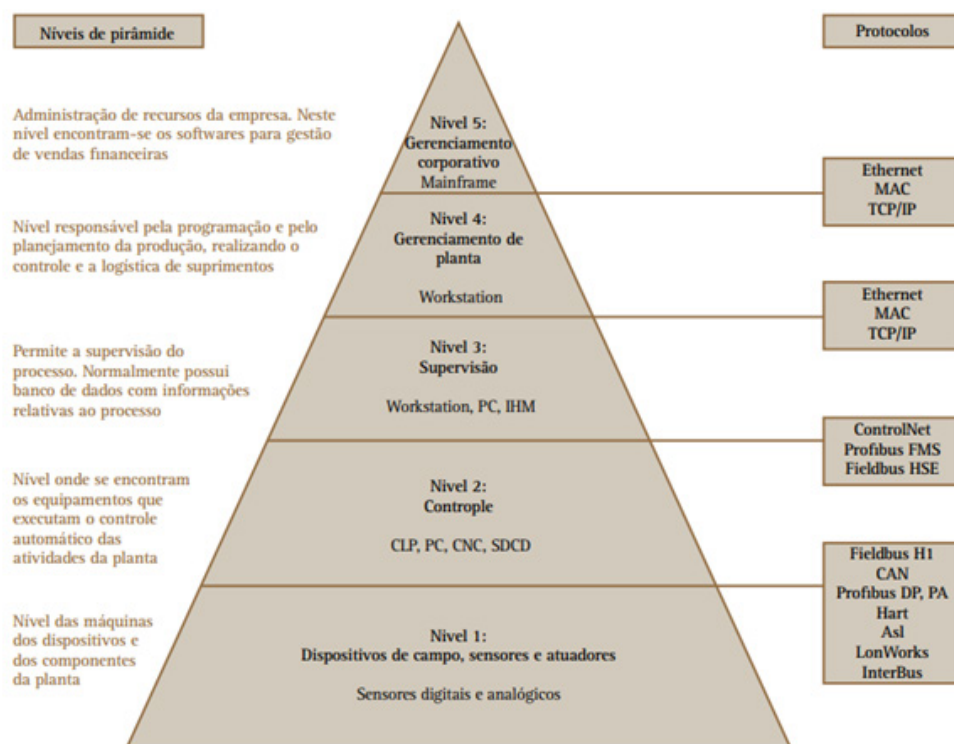 Níveis de pirâmide
Protocolos
Administração de recursos da empresa. Neste
nível encontram-se os softwares para gestão
de vendas financeiras
Nivel 5:
Gerenciamento
corporativo
Mainframe
Ethernet
MAC
TCP/IP
Nível responsável pela programação e pelo
planejamento da produção, realizando o
controle e a logística de suprimentos
Nivel 4:
Gerenciamento de
planta
Workstation
Ethernet
MAC
TCP/IP
Permite a supervisão do
processo. Normalmente possui
banco de dados com informações
relativas ao processo
Nivel 3:
Supervisão
Workstation, PC, IHM
ControlNet
Profibus FMS
Fieldbus HSE
Nível onde se encontram
os equipamentos que
executam o controle
automático das
atividades da planta
Nivel 2:
Controple
CLP, PC, CNC, SDCD
Fieldbus H1
CAN
Profibus DP, PA
Hart
AsI
LonWorks
InterBus
Nível das máquinas
dos dispositivos e
dos componentes
da planta
Nivel 1:
Dispositivos de campo, sensores e atuadores
Sensores digitais e analógicos